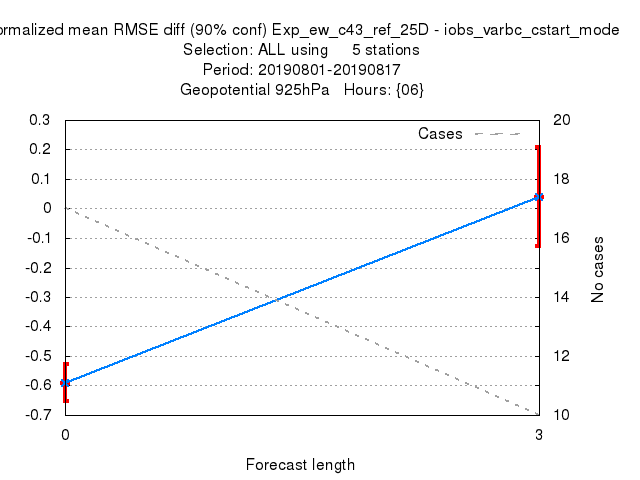 ormalized mean RMSE diff (90% conf) Exp_ew_c43_ref_25D - iobs_varbc_cstart_mode
Selection: ALL using 5 stations
Period: 20190801-20190817
Geopotential 925hPa Hours: {06}
Cases
0.3
0.2
0.1
0
-0.1
-0.2
-0.3
-0.4
-0.5
-0.6
-0.7
20
18
16
14
12
10
No cases
0
3
Forecast length